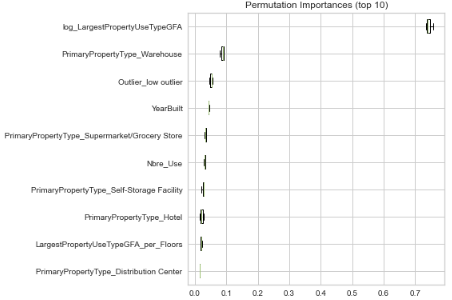 Permutation Importances (top 10)
log_LargestPropertyUseTypeGFA
PrimaryPropertyType_Warehouse
Outlier_low outlier
YearBuilt
PrimaryPropertyType_Supermarket/Grocery Store
Nbre_Use
PrimaryPropertyType_Self-Storage Facility
PrimaryPropertyType_Hotel
LargestPropertyUseTypeGFA_per_Floors
PrimaryPropertyType_Distribution Center
0.0 0.1 0.2 0.3 0.4 0.5 0.6 0.7